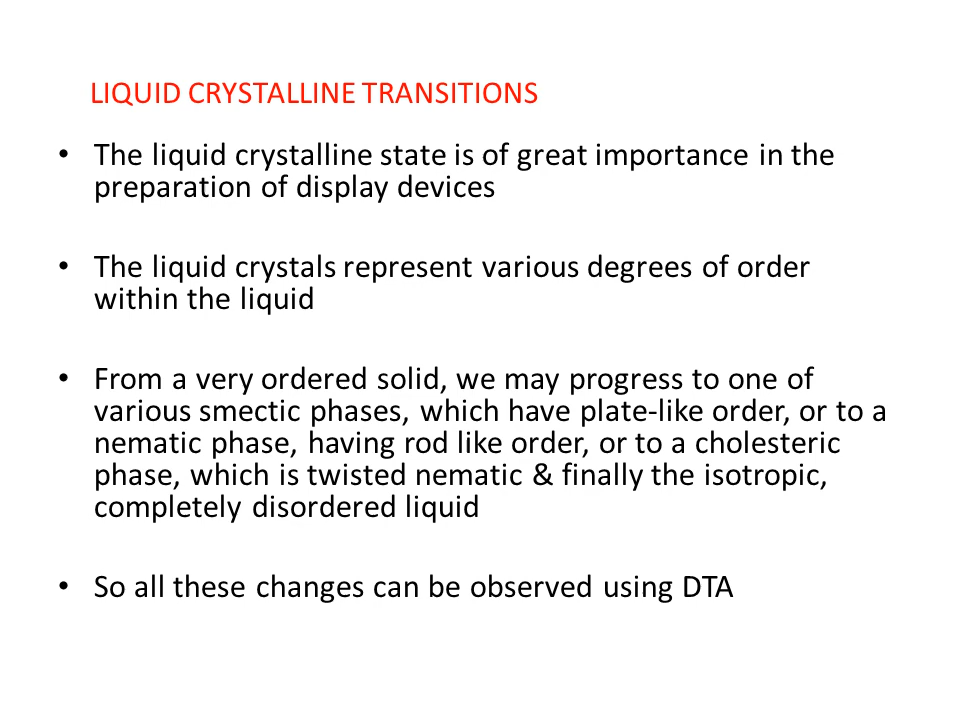 LIQUID CRYSTALLINE TRANSITIONS
• The liquid crystalline state is of great importance in the
preparation of display devices
• The liquid crystals represent various degrees of order
within the liquid
• From a very ordered solid, we may progress to one of
various smectic phases, which have plate-like order, or to a
nematic phase, having rod like order, or to a cholesteric
phase, which is twisted nematic & finally the isotropic,
completely disordered liquid
• So all these changes can be observed using DTA